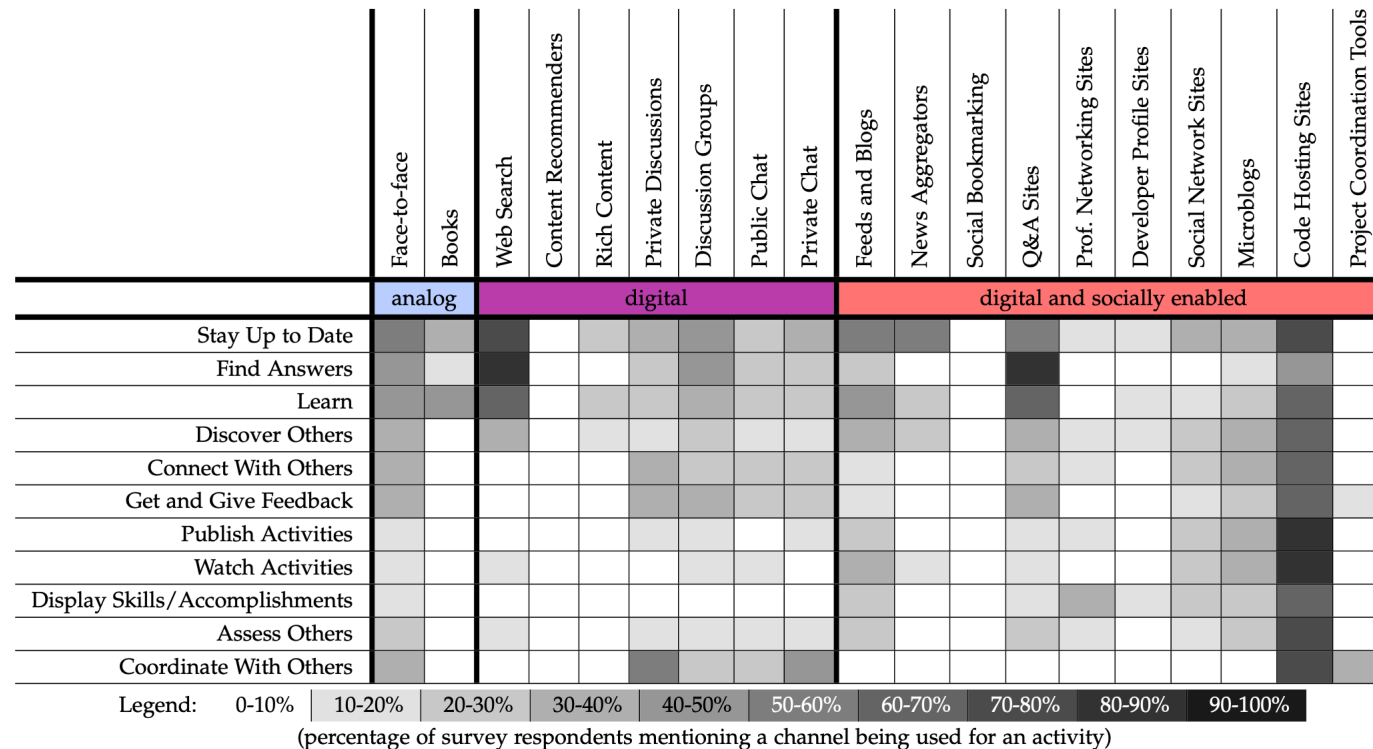 Face-to-face
Books
Web Search
Content Recommenders
Rich Content
Private Discussions
Discussion Groups
Public Chat
Private Chat
Feeds and Blogs
News Aggregators
Social Bookmarking
Q&A Sites
Prof. Networking Sites
Developer Profile Sites
Social Network Sites
Microblogs
Code Hosting Sites
Project Coordination Tools
analog digital digital and socially enabled
Stay Up to Date
Find Answers
Learn
Discover Others
Connect With Others
Get and Give Feedback
Publish Activities
Watch Activities
Display Skills/Accomplishments
Assess Others
Coordinate With Others
Legend: 0-10% 10-20% 20-30% 30-40% 40-50% 50-60% 60-70% 70-80% 80-90% 90-100%
(percentage of survey respondents mentioning a channel being used for an activity)